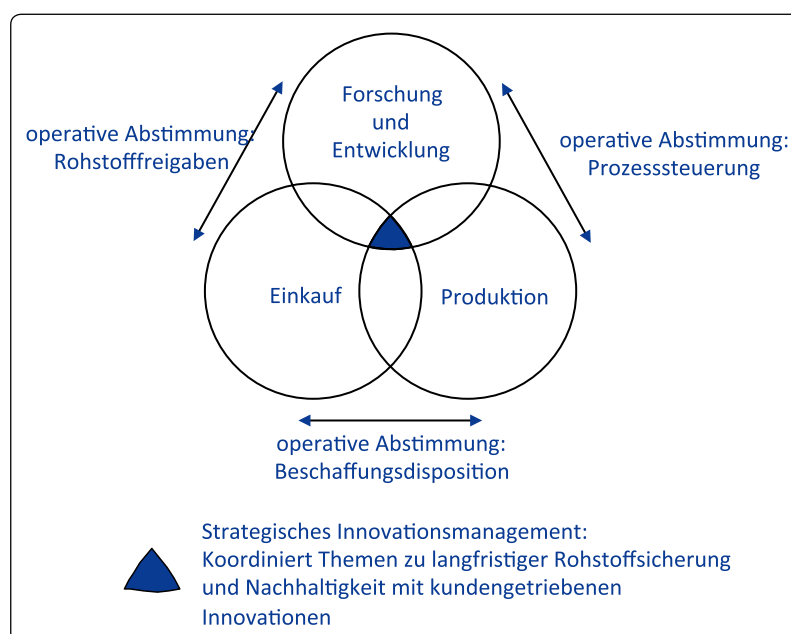 Forschung
und
Entwicklung
operative Abstimmung:
Rohstofffreigaben
operative Abstimmung:
Prozesssteuerung
Einkauf
Produktion
operative Abstimmung:
Beschaffungsdisposition
Strategisches Innovationsmanagement:
Koordiniert Themen zu langfristiger Rohstoffsicherung
und Nachhaltigkeit mit kundengetriebenen
Innovationen